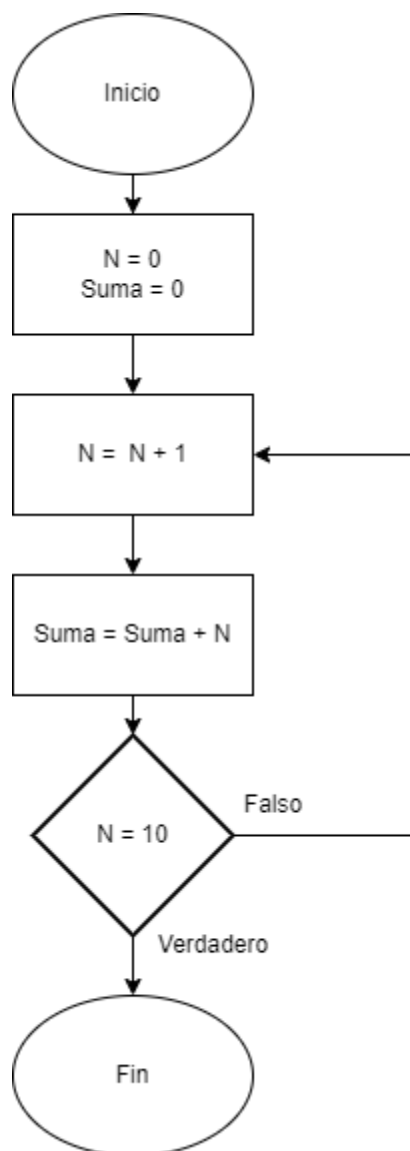 Inicio
N = 0
Suma = 0
N = N + 1
Suma = Suma + N
N = 10
Falso
Verdadero
Fin